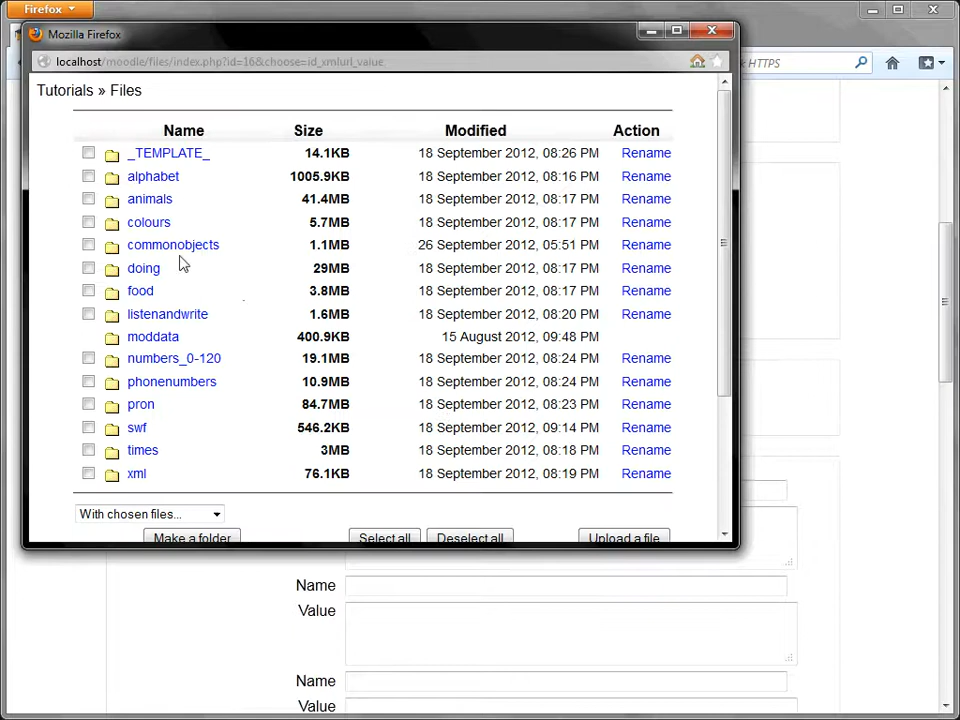 Firefox
Mozilla Firefox
localhost/moodle/files/index.php?id=16&choose=id_xmlurl_value
HTTPS
Tutorials » Files
Name Size Modified Action
_TEMPLATE_ 14.1KB 18 September 2012, 08:26 PM Rename
alphabet 1005.9KB 18 September 2012, 08:16 PM Rename
animals 41.4MB 18 September 2012, 08:17 PM Rename
colours 5.7MB 18 September 2012, 08:17 PM Rename
commonobjects 1.1MB 26 September 2012, 05:51 PM Rename
doing 29MB 18 September 2012, 08:17 PM Rename
food 3.8MB 18 September 2012, 08:17 PM Rename
listenandwrite 1.6MB 18 September 2012, 08:20 PM Rename
moddata 400.9KB 15 August 2012, 09:48 PM
numbers_0-120 19.1MB 18 September 2012, 08:24 PM Rename
phonenumbers 10.9MB 18 September 2012, 08:24 PM Rename
pron 84.7MB 18 September 2012, 08:23 PM Rename
swf 546.2KB 18 September 2012, 09:14 PM Rename
times 3MB 18 September 2012, 08:18 PM Rename
xml 76.1KB 18 September 2012, 08:19 PM Rename
With chosen files...
Make a folder Select all Deselect all Upload a file
Name
Value
Name
Value